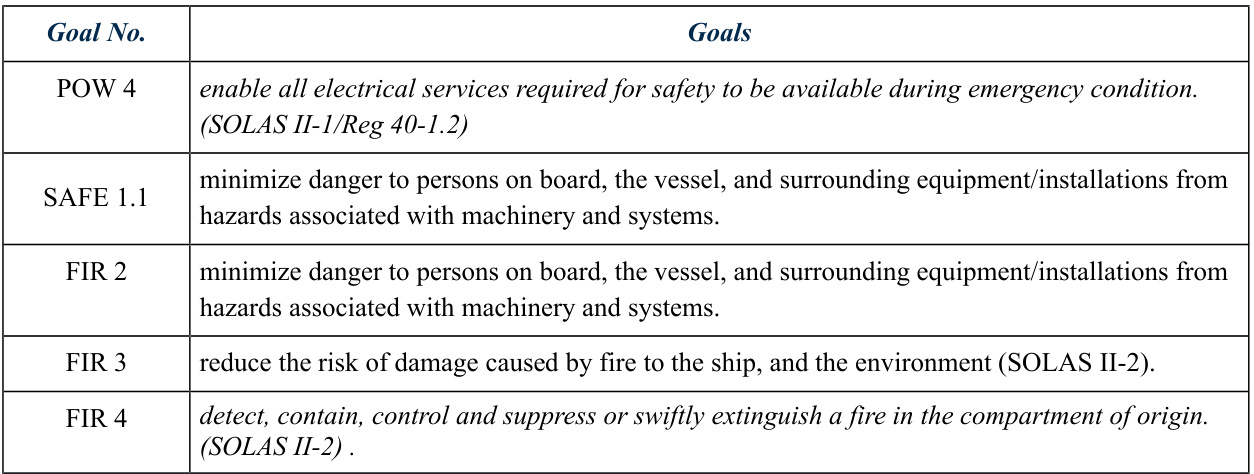 Goal No. Goals
POW 4 enable all electrical services required for safety to be available during emergency condition.
(SOLAS II-1/Reg 40-1.2)
SAFE 1.1 minimize danger to persons on board, the vessel, and surrounding equipment/installations from
hazards associated with machinery and systems.
FIR 2 minimize danger to persons on board, the vessel, and surrounding equipment/installations from
hazards associated with machinery and systems.
FIR 3 reduce the risk of damage caused by fire to the ship, and the environment (SOLAS II-2).
FIR 4 detect, contain, control and suppress or swiftly extinguish a fire in the compartment of origin.
(SOLAS II-2) .